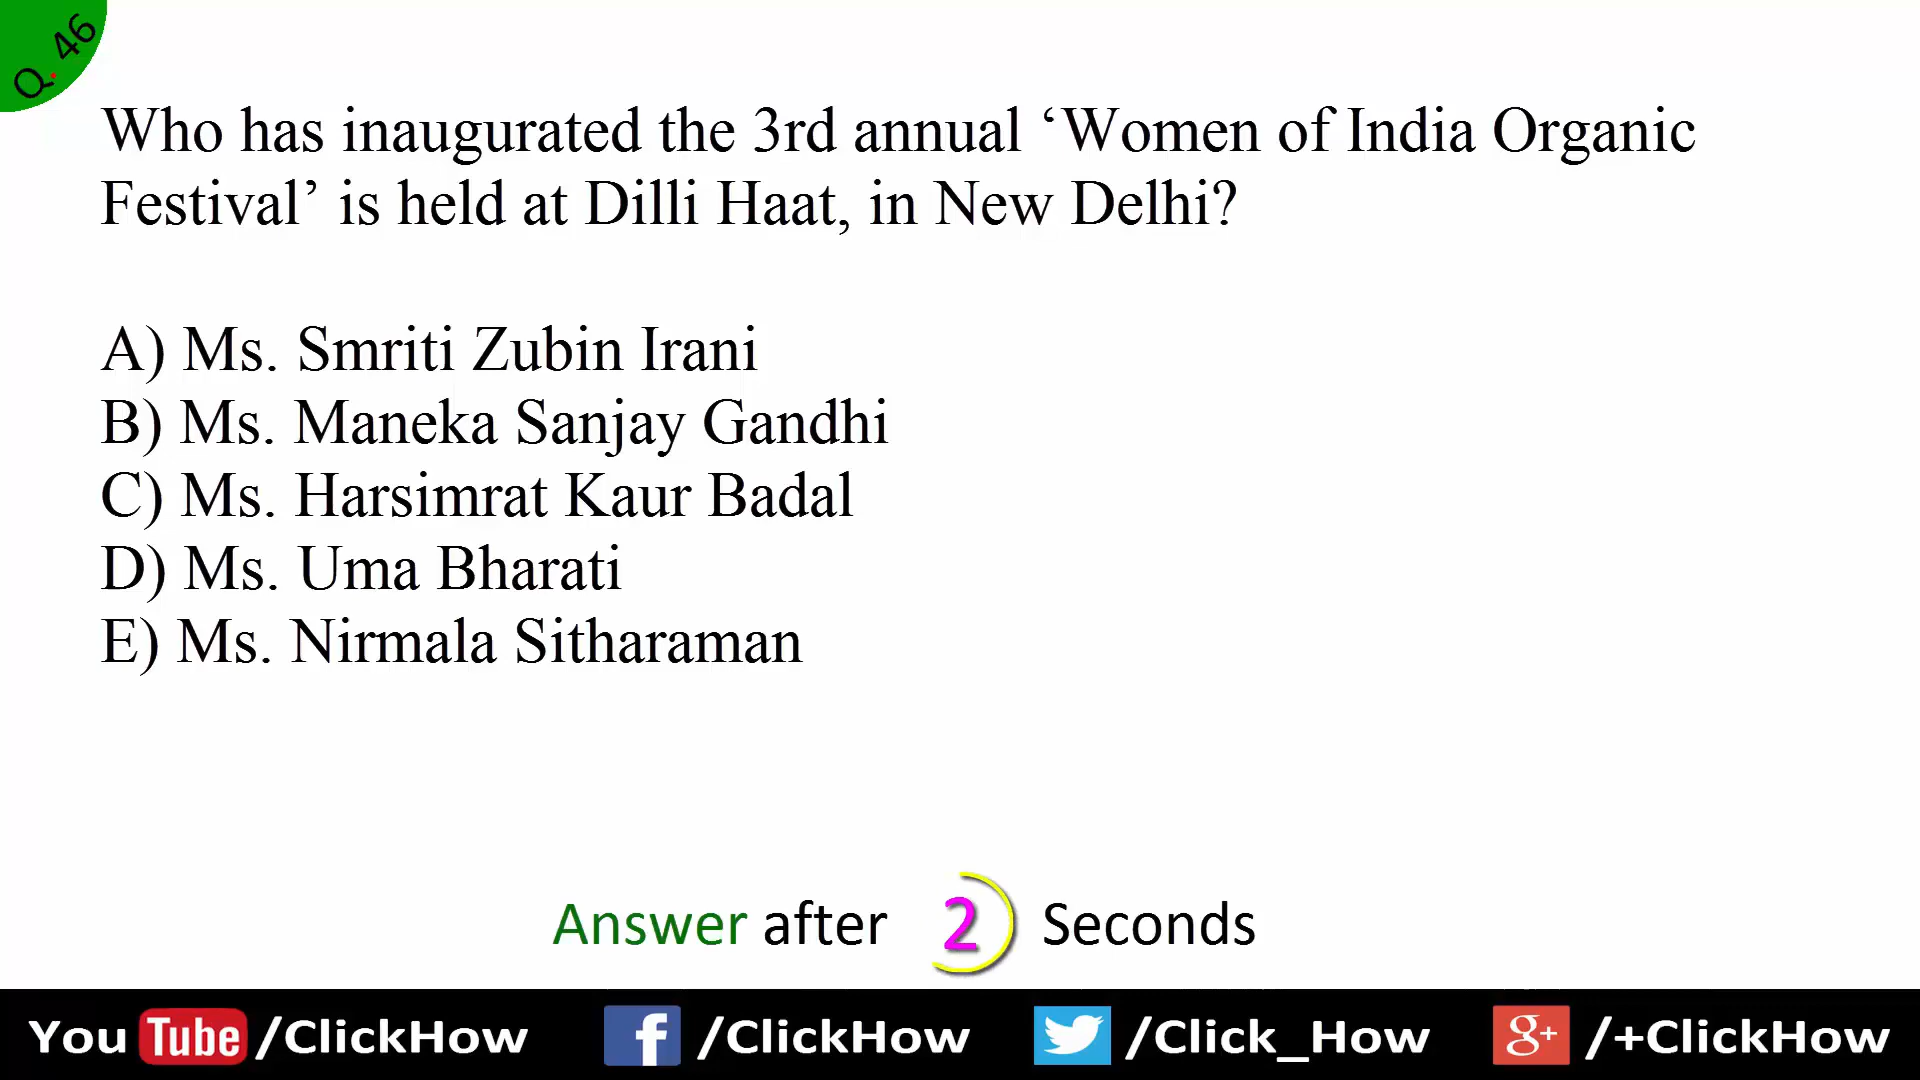 Q. 46
Who has inaugurated the 3rd annual ‘Women of India Organic
Festival’ is held at Dilli Haat, in New Delhi?
A) Ms. Smriti Zubin Irani
B) Ms. Maneka Sanjay Gandhi
C) Ms. Harsimrat Kaur Badal
D) Ms. Uma Bharati
E) Ms. Nirmala Sitharaman
Answer after 2 Seconds
You Tube /ClickHow f /ClickHow /Click_How g+ /+ClickHow